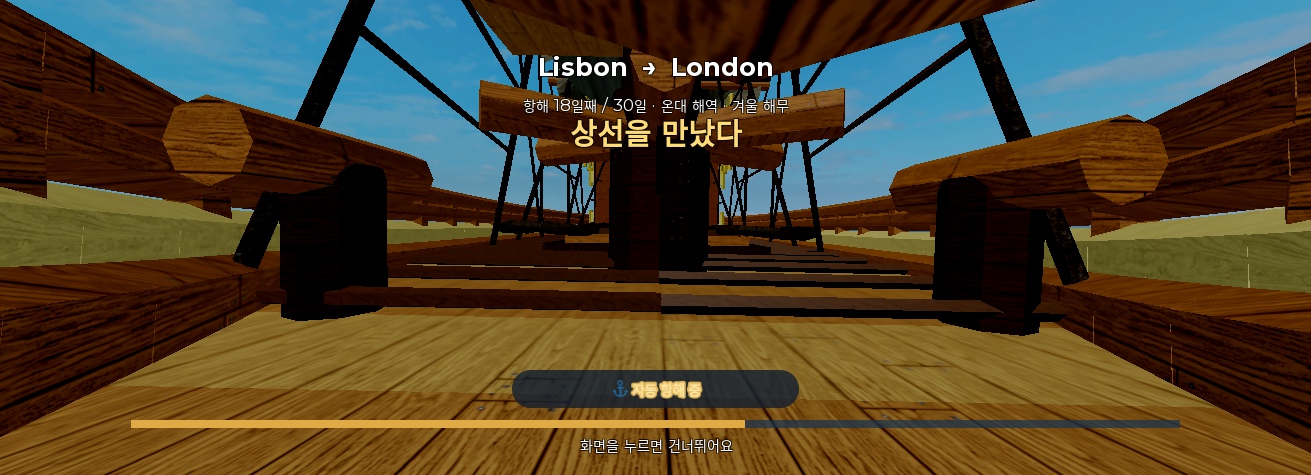 Lisbon → London
항해 18일째 / 30일 · 온대 해역 · 겨울 해무
상선을 만났다
⚓ 자동 항해 중
화면을 누르면 건너뛰어요